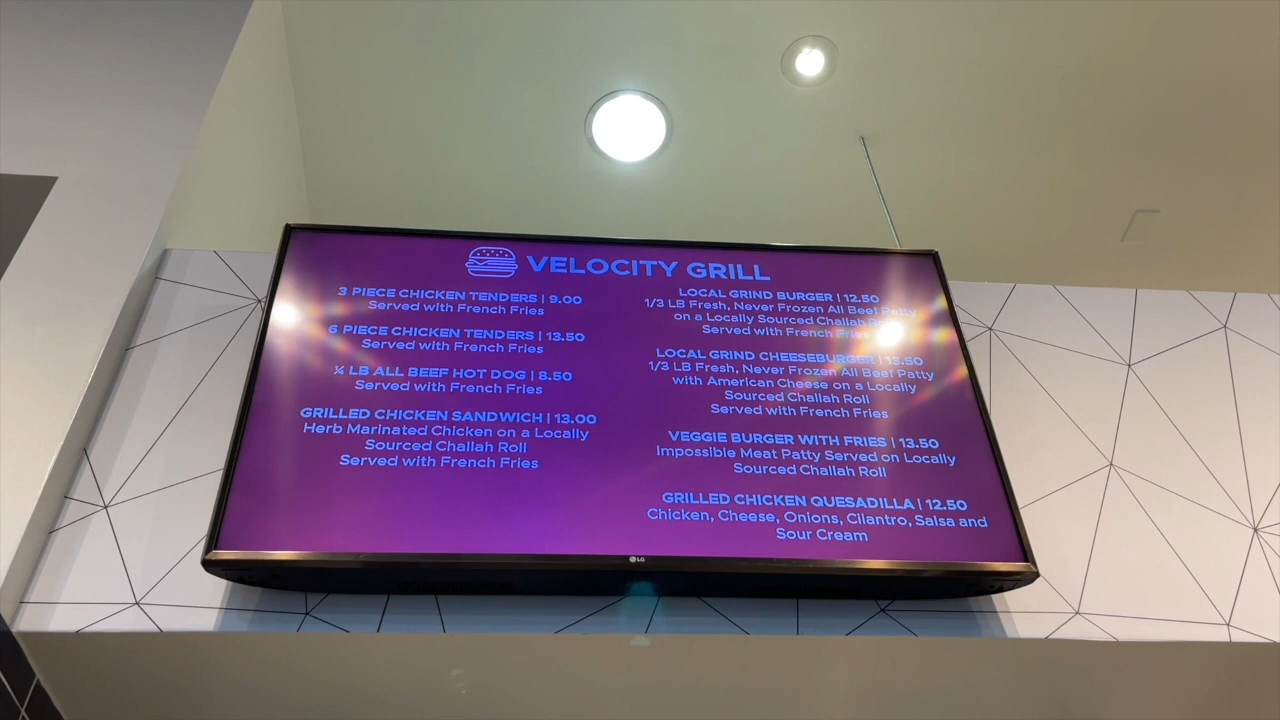 VELOCITY GRILL
3 PIECE CHICKEN TENDERS | 9.00
Served with French Fries
6 PIECE CHICKEN TENDERS | 13.50
Served with French Fries
¼ LB ALL BEEF HOT DOG | 8.50
Served with French Fries
GRILLED CHICKEN SANDWICH | 13.00
Herb Marinated Chicken on a Locally
Sourced Challah Roll
Served with French Fries
LOCAL GRIND BURGER | 12.50
1/3 LB Fresh, Never Frozen All Beef Patty
on a Locally Sourced Challah Roll
Served with French Fries
LOCAL GRIND CHEESEBURGER | 13.50
1/3 LB Fresh, Never Frozen All Beef Patty
with American Cheese on a Locally
Sourced Challah Roll
Served with French Fries
VEGGIE BURGER WITH FRIES | 13.50
Impossible Meat Patty Served on Locally
Sourced Challah Roll
GRILLED CHICKEN QUESADILLA | 12.50
Chicken, Cheese, Onions, Cilantro, Salsa and
Sour Cream
LG